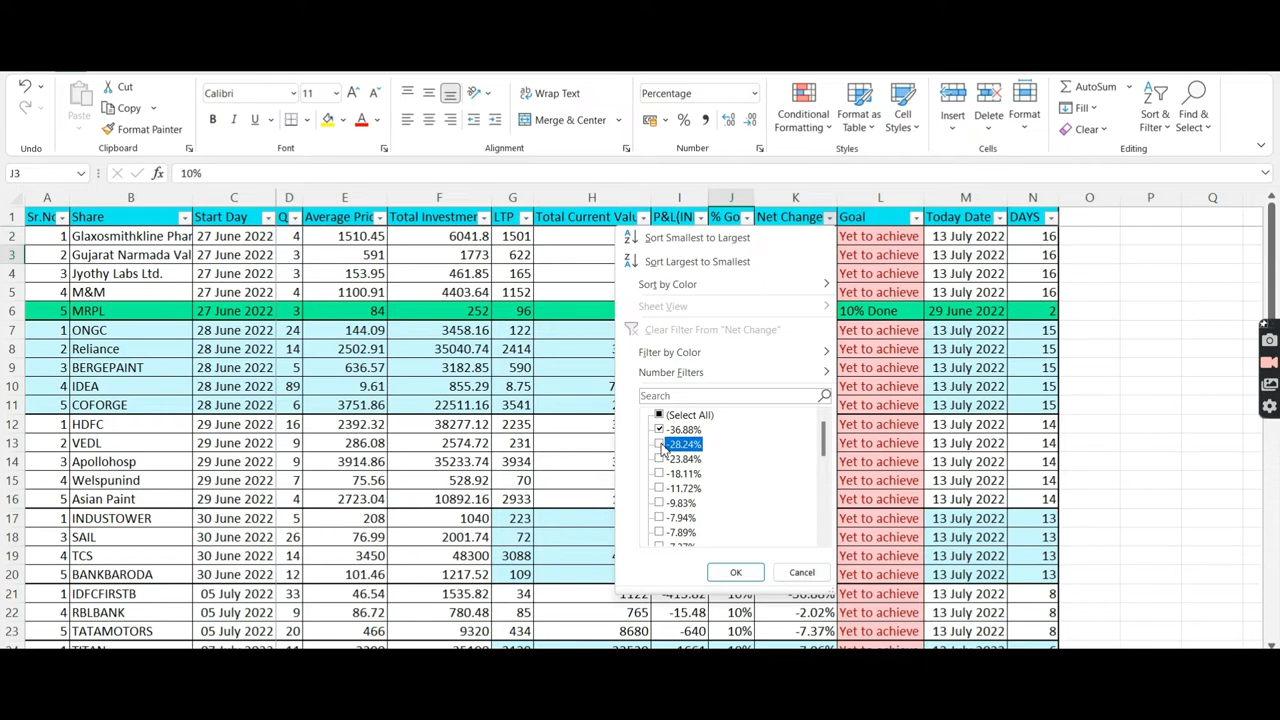 Cut
Copy
Paste
Format Painter
Undo
Calibri 11
B I U
Font
Wrap Text
Merge & Center
Alignment
Percentage
Number
Conditional Formatting
Format as Table
Cell Styles
Styles
Insert
Delete
Format
Cells
AutoSum
Fill
Clear
Sort & Filter
Find & Select
Editing
J3 fx 10%
A B C D E F G H I J K L M N O P Q
1 Sr.No Share Start Day Q Average Pric Total Investmen LTP Total Current Valu P&L(IN % Go Net Change Goal Today Date DAYS
2 1 Glaxosmithkline Phar 27 June 2022 4 1510.45 6041.8 1501 Yet to achieve 13 July 2022 16
3 2 Gujarat Narmada Val 27 June 2022 3 591 1773 622 Yet to achieve 13 July 2022 16
4 3 Jyothy Labs Ltd. 27 June 2022 3 153.95 461.85 165 Yet to achieve 13 July 2022 16
5 4 M&M 27 June 2022 4 1100.91 4403.64 1152 Yet to achieve 13 July 2022 16
6 5 MRPL 27 June 2022 3 84 252 96 10% Done 29 June 2022 2
7 1 ONGC 28 June 2022 24 144.09 3458.16 122 Yet to achieve 13 July 2022 15
8 2 Reliance 28 June 2022 14 2502.91 35040.74 2414 Yet to achieve 13 July 2022 15
9 3 BERGEPAINT 28 June 2022 5 636.57 3182.85 590 Yet to achieve 13 July 2022 15
10 4 IDEA 28 June 2022 89 9.61 855.29 8.75 Yet to achieve 13 July 2022 15
11 5 COFORGE 28 June 2022 6 3751.86 22511.16 3541 Yet to achieve 13 July 2022 15
12 1 HDFC 29 June 2022 16 2392.32 38277.12 2231 Yet to achieve 13 July 2022 14
13 2 VEDL 29 June 2022 9 286.08 2574.72 231 Yet to achieve 13 July 2022 14
14 3 Apollohosp 29 June 2022 9 3914.86 35233.74 3934 Yet to achieve 13 July 2022 14
15 4 Welspunind 29 June 2022 7 75.56 528.92 70 Yet to achieve 13 July 2022 14
16 5 Asian Paint 29 June 2022 4 2723.04 10892.16 2933 Yet to achieve 13 July 2022 14
17 1 INDUSTOWER 30 June 2022 5 208 1040 223 Yet to achieve 13 July 2022 13
18 3 SAIL 30 June 2022 26 76.99 2001.74 72 Yet to achieve 13 July 2022 13
19 4 TCS 30 June 2022 14 3450 48300 3088 Yet to achieve 13 July 2022 13
20 5 BANKBARODA 30 June 2022 12 101.46 1217.52 109 Yet to achieve 13 July 2022 13
21 1 IDFCFIRSTB 05 July 2022 33 46.54 1535.82 34 1122 -413.82 10% -36.88% Yet to achieve 13 July 2022 8
22 4 RBLBANK 05 July 2022 9 86.72 780.48 85 765 -15.48 10% -2.02% Yet to achieve 13 July 2022 8
23 5 TATAMOTORS 05 July 2022 20 466 9320 434 8680 -640 10% -7.37% Yet to achieve 13 July 2022 8
Sort Smallest to Largest
Sort Largest to Smallest
Sort by Color
Sheet View
Clear Filter From "Net Change"
Filter by Color
Number Filters
Search
(Select All)
-36.88%
-28.24%
-23.84%
-18.11%
-11.72%
-9.83%
-7.94%
-7.89%
OK
Cancel